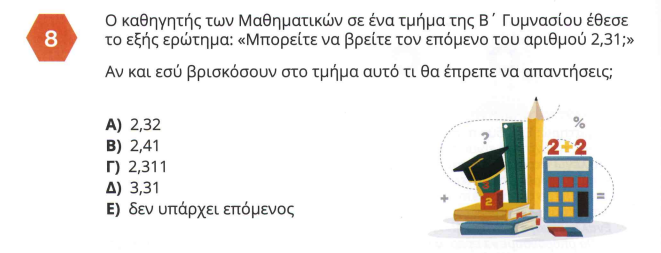 8
Ο καθηγητής των Μαθηματικών σε ένα τμήμα της Β΄ Γυμνασίου έθεσε
το εξής ερώτημα: «Μπορείτε να βρείτε τον επόμενο του αριθμού 2,31;»
Αν και εσύ βρισκόσουν στο τμήμα αυτό τι θα έπρεπε να απαντήσεις;
Α) 2,32
Β) 2,41
Γ) 2,311
Δ) 3,31
Ε) δεν υπάρχει επόμενος
%
?
2+2
2
+
=